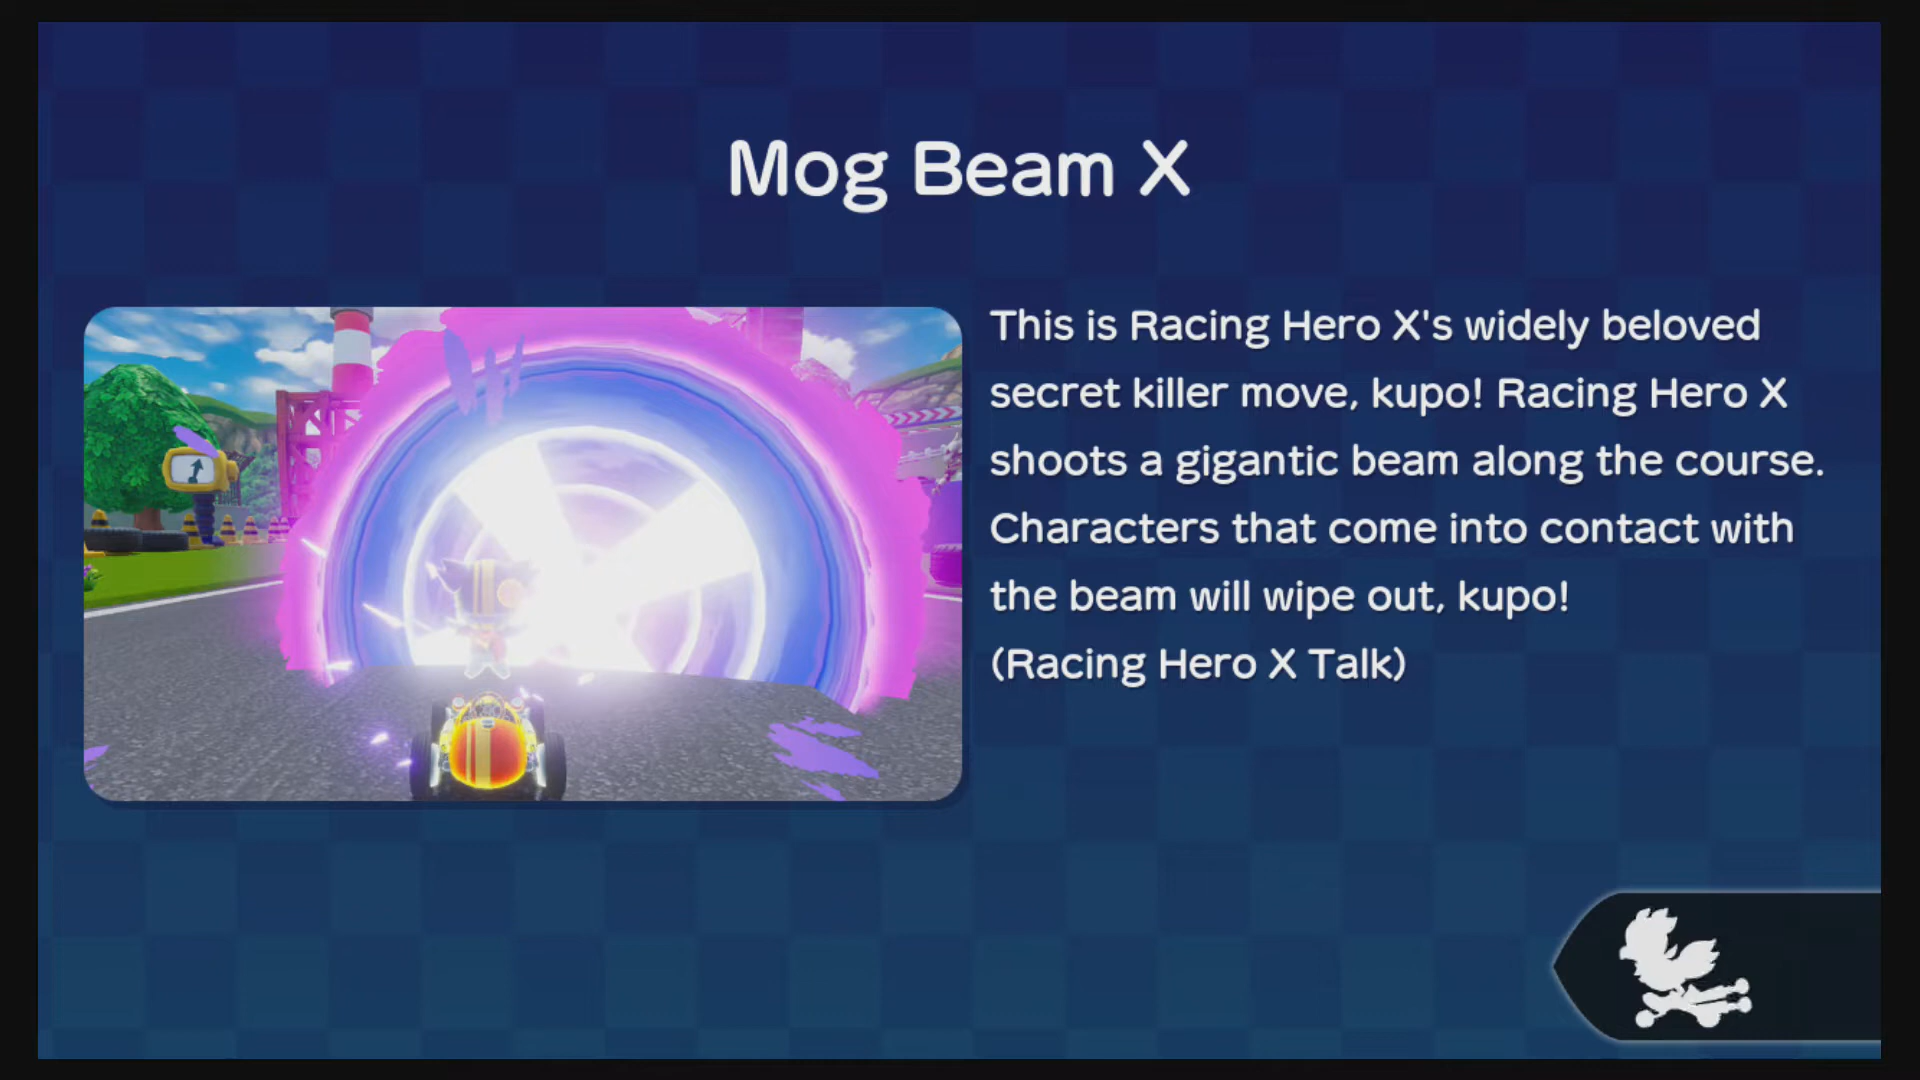 Mog Beam X
This is Racing Hero X's widely beloved
secret killer move, kupo! Racing Hero X
shoots a gigantic beam along the course.
Characters that come into contact with
the beam will wipe out, kupo!
(Racing Hero X Talk)